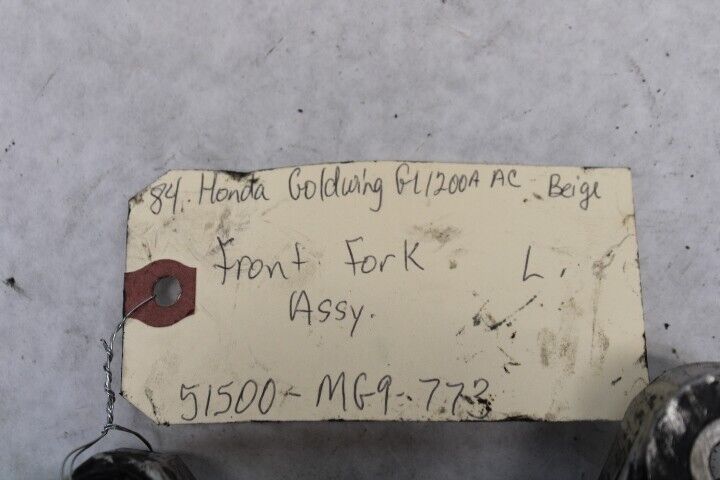 84. Honda Goldwing GL1200A AC Beige
Front Fork L.
Assy.
51500-MG9-773